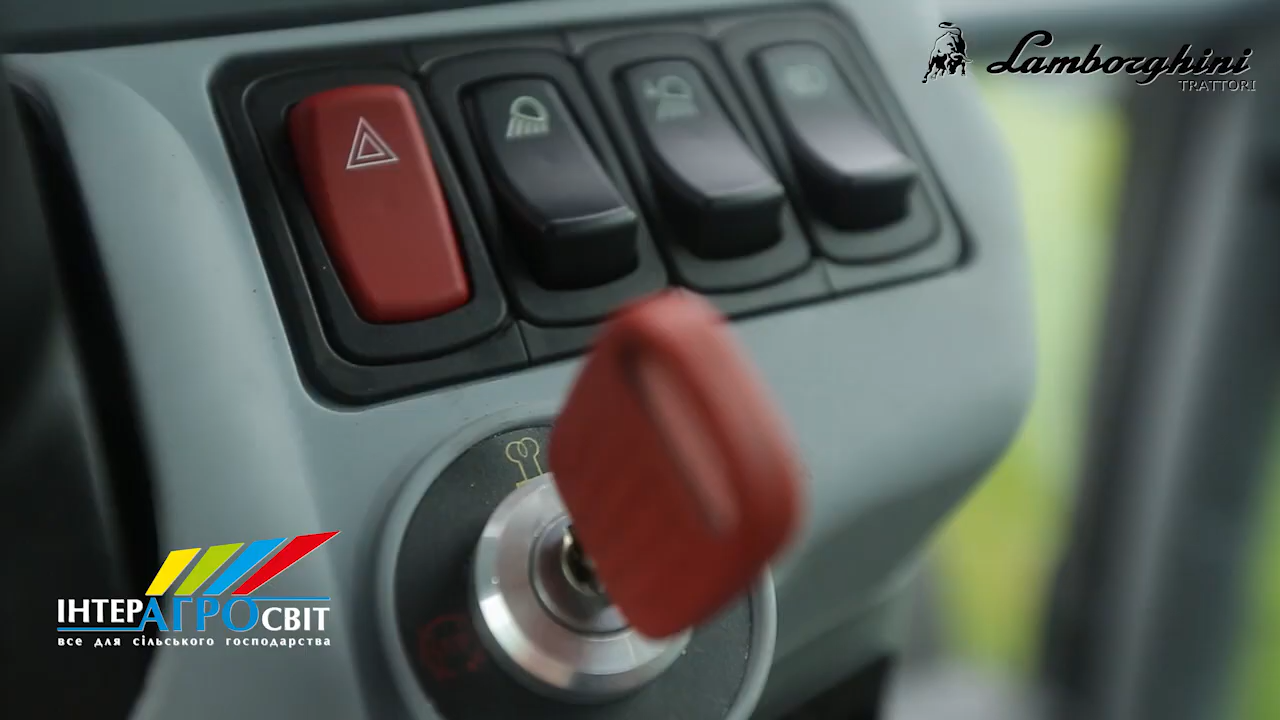 Lamborghini
TRATTORI
ІНТЕРАГРОСВІТ
все для сільського господарства